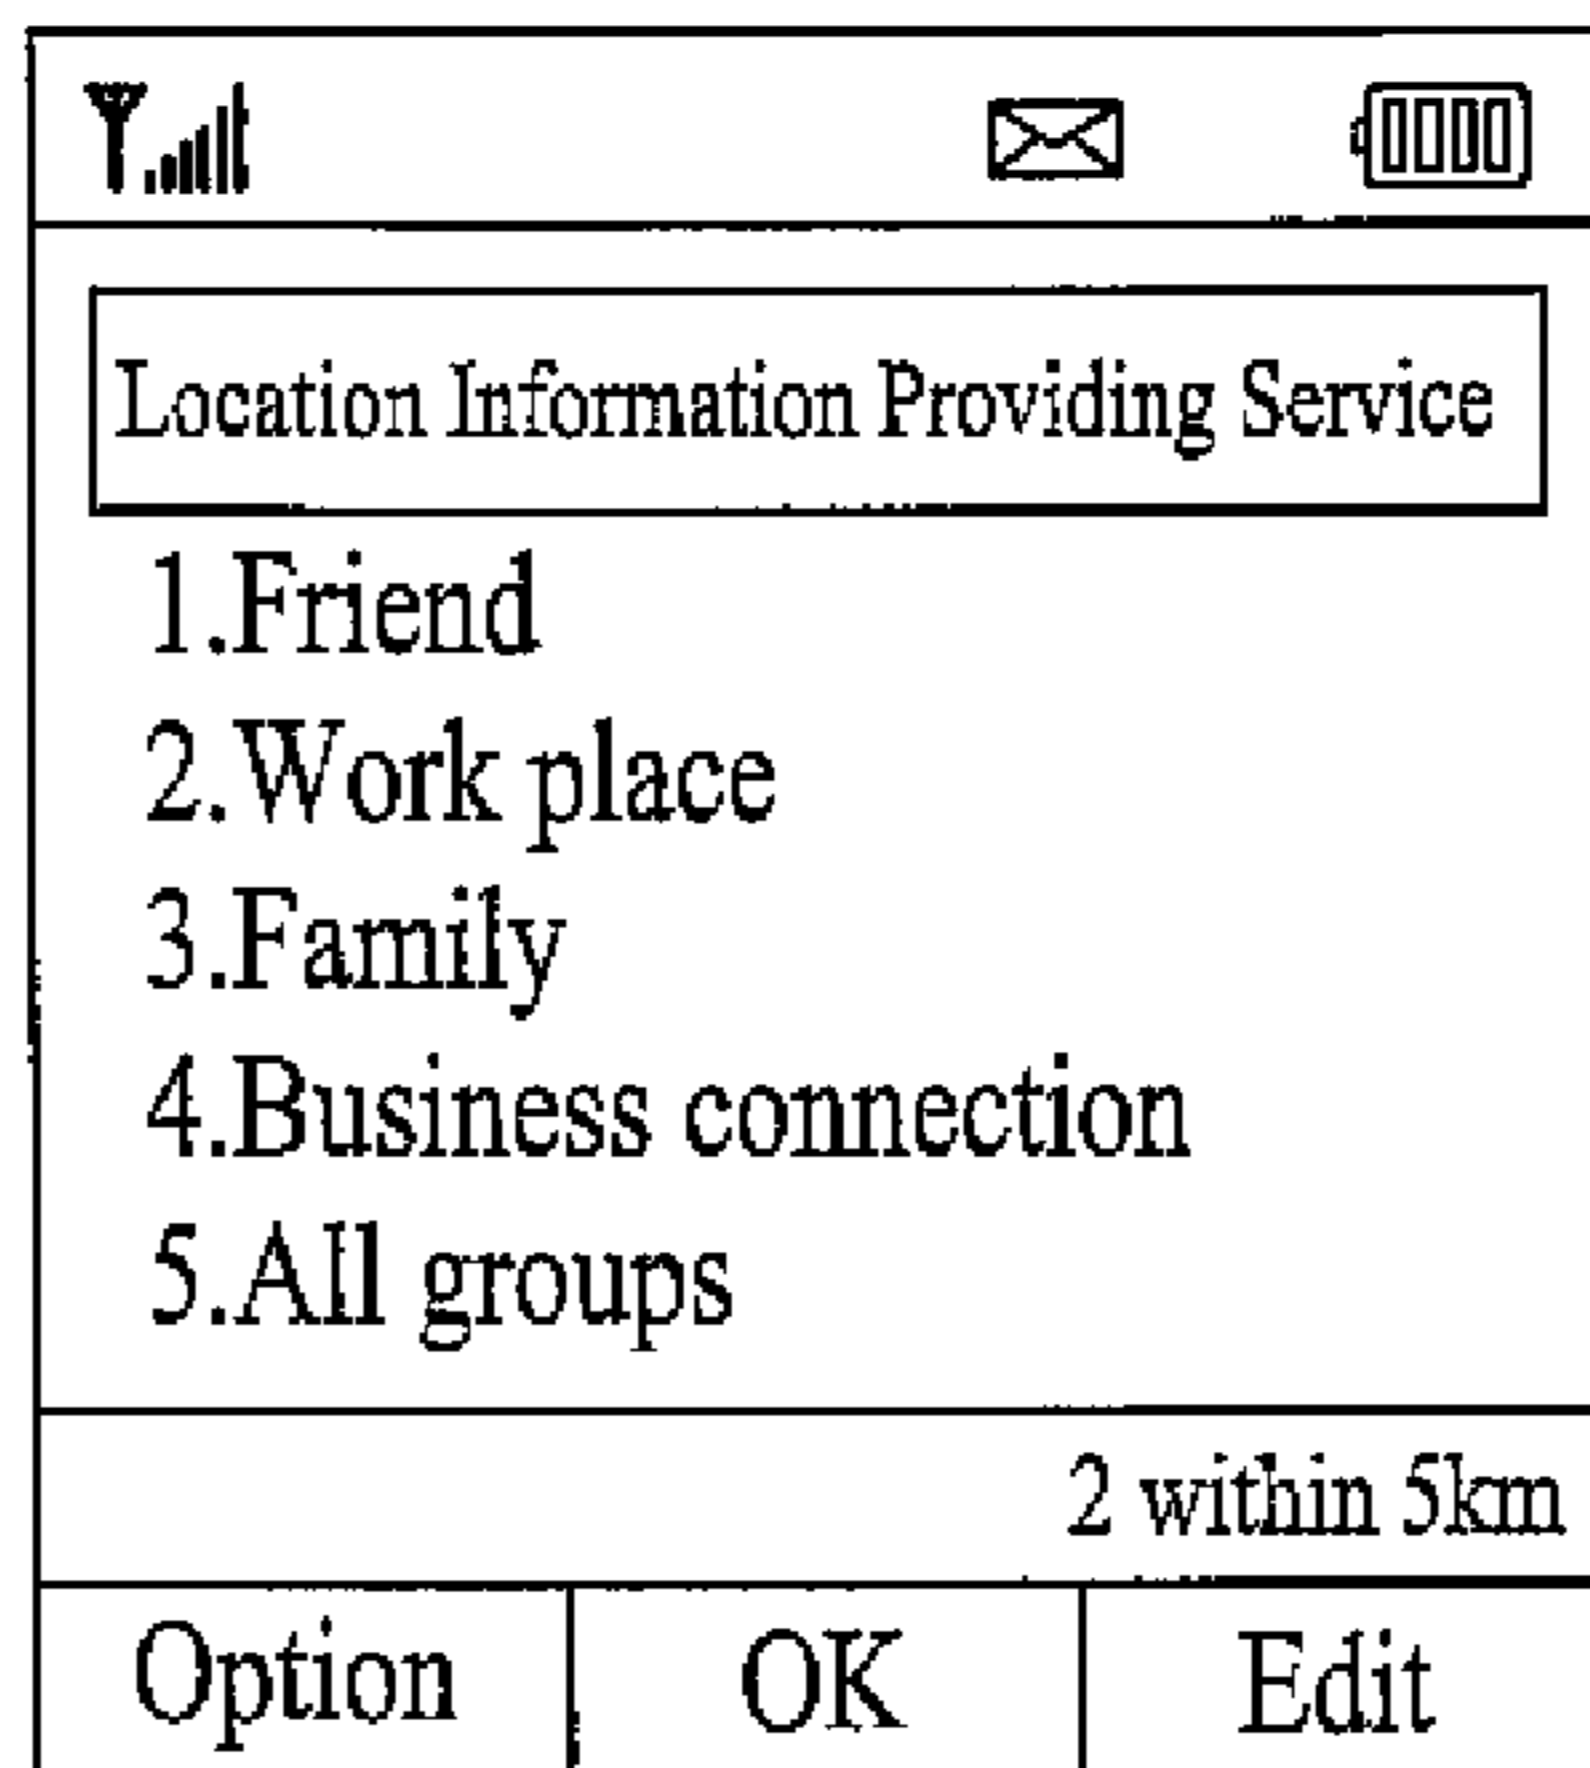 Location Information Providing Service
1.Friend
2.Work place
3.Family
4.Business connection
5.All groups
2 within 5km
Option OK Edit